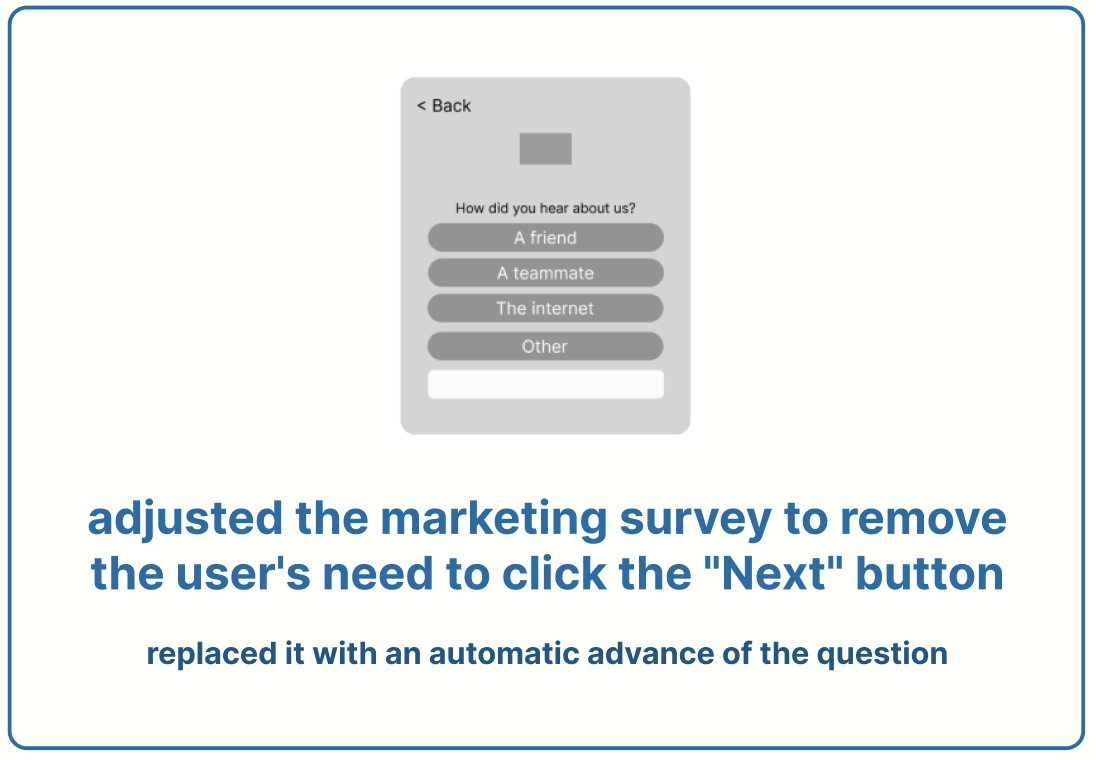 < Back
How did you hear about us?
A friend
A teammate
The internet
Other
adjusted the marketing survey to remove
the user's need to click the "Next" button
replaced it with an automatic advance of the question